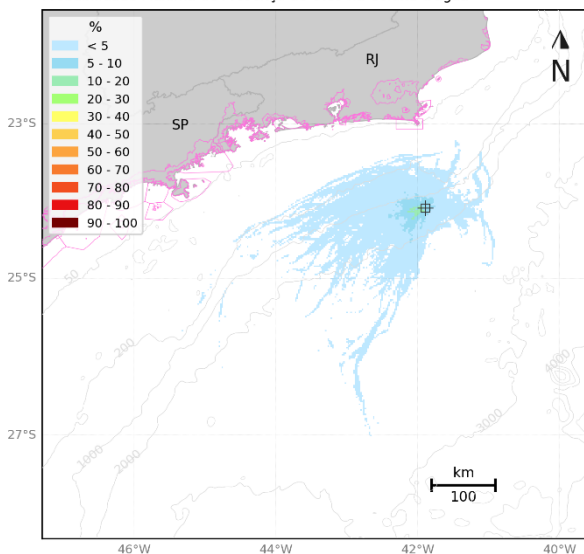 %
< 5
5 - 10
10 - 20
20 - 30
30 - 40
40 - 50
50 - 60
60 - 70
70 - 80
80 - 90
90 - 100
RJ
SP
N
23°S
25°S
27°S
50
200
1000
2000
3000
4000
km
100
46°W
44°W
42°W
40°W